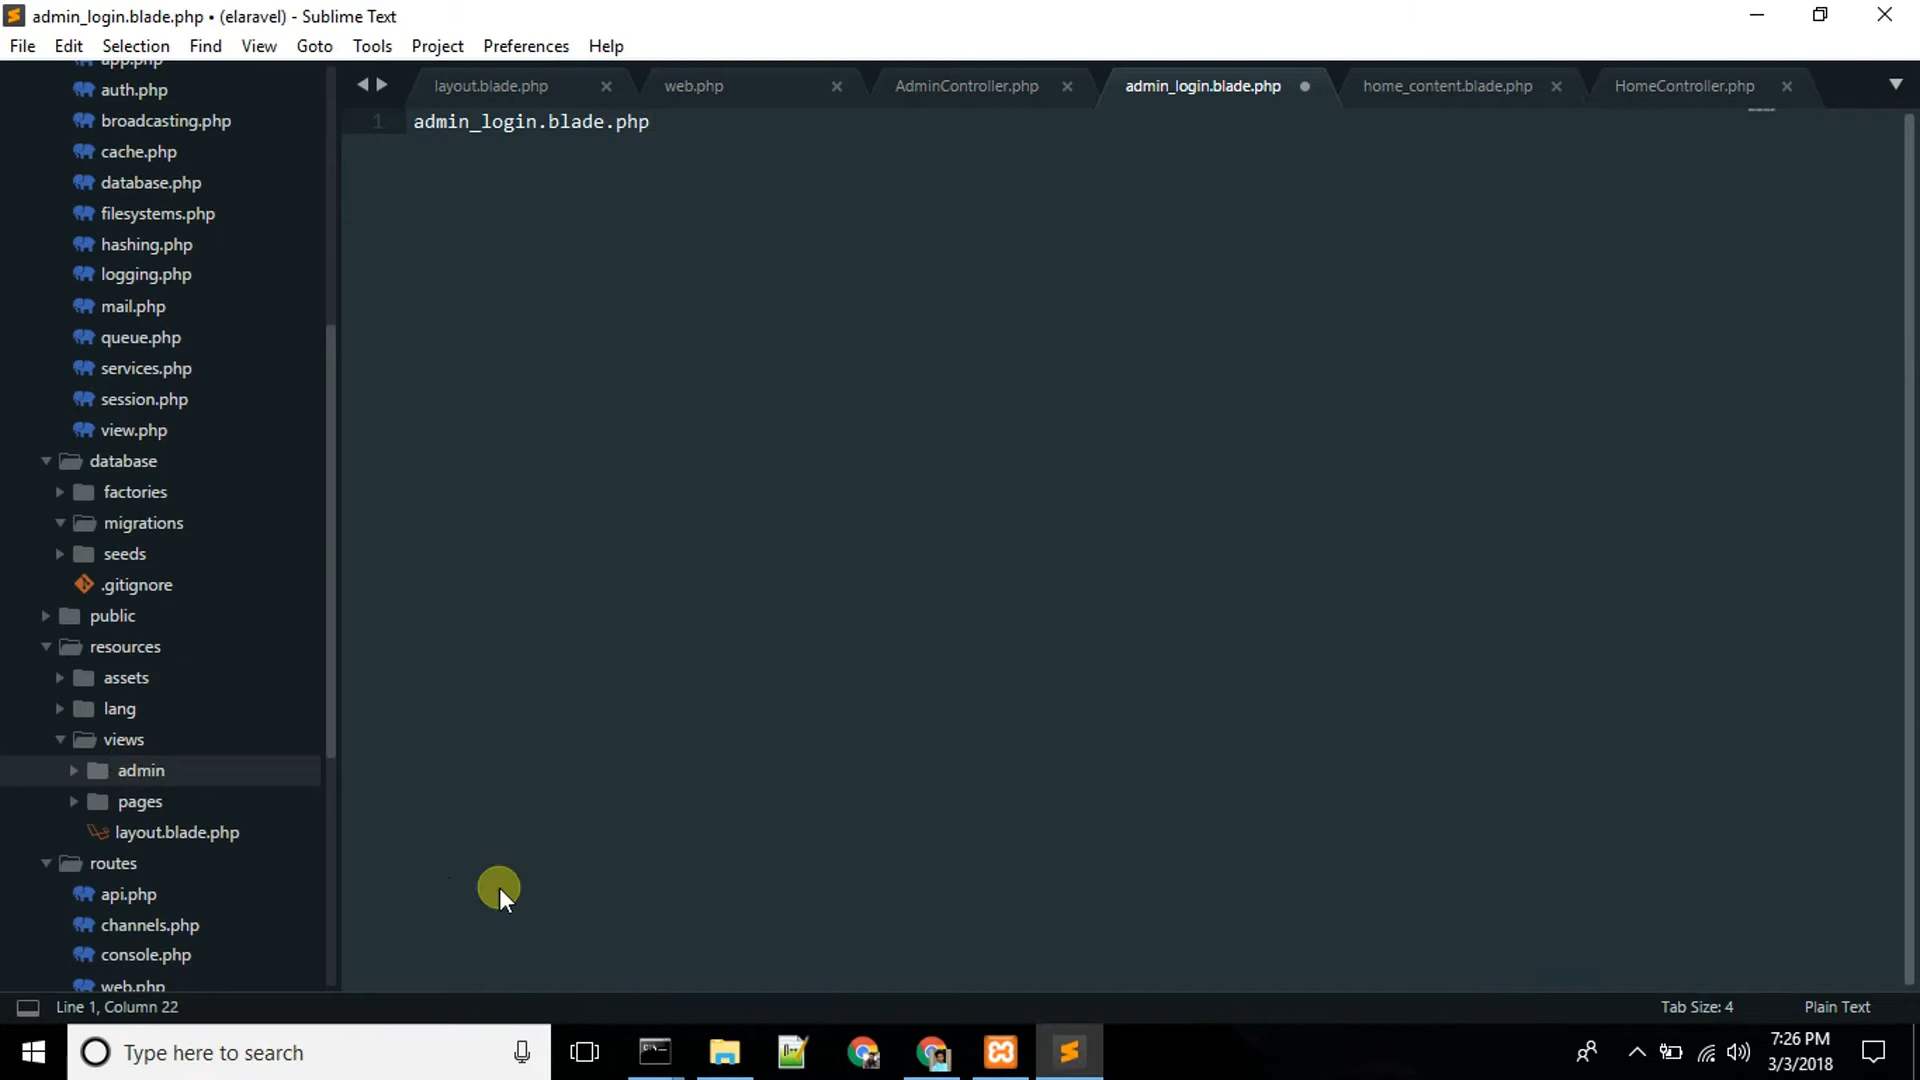 admin_login.blade.php • (elaravel) - Sublime Text
File Edit Selection Find View Goto Tools Project Preferences Help
layout.blade.php web.php AdminController.php admin_login.blade.php home_content.blade.php HomeController.php
1 admin_login.blade.php
app.php
auth.php
broadcasting.php
cache.php
database.php
filesystems.php
hashing.php
logging.php
mail.php
queue.php
services.php
session.php
view.php
database
factories
migrations
seeds
.gitignore
public
resources
assets
lang
views
admin
pages
layout.blade.php
routes
api.php
channels.php
console.php
web.php
Line 1, Column 22 Tab Size: 4 Plain Text
Type here to search
7:26 PM
3/3/2018